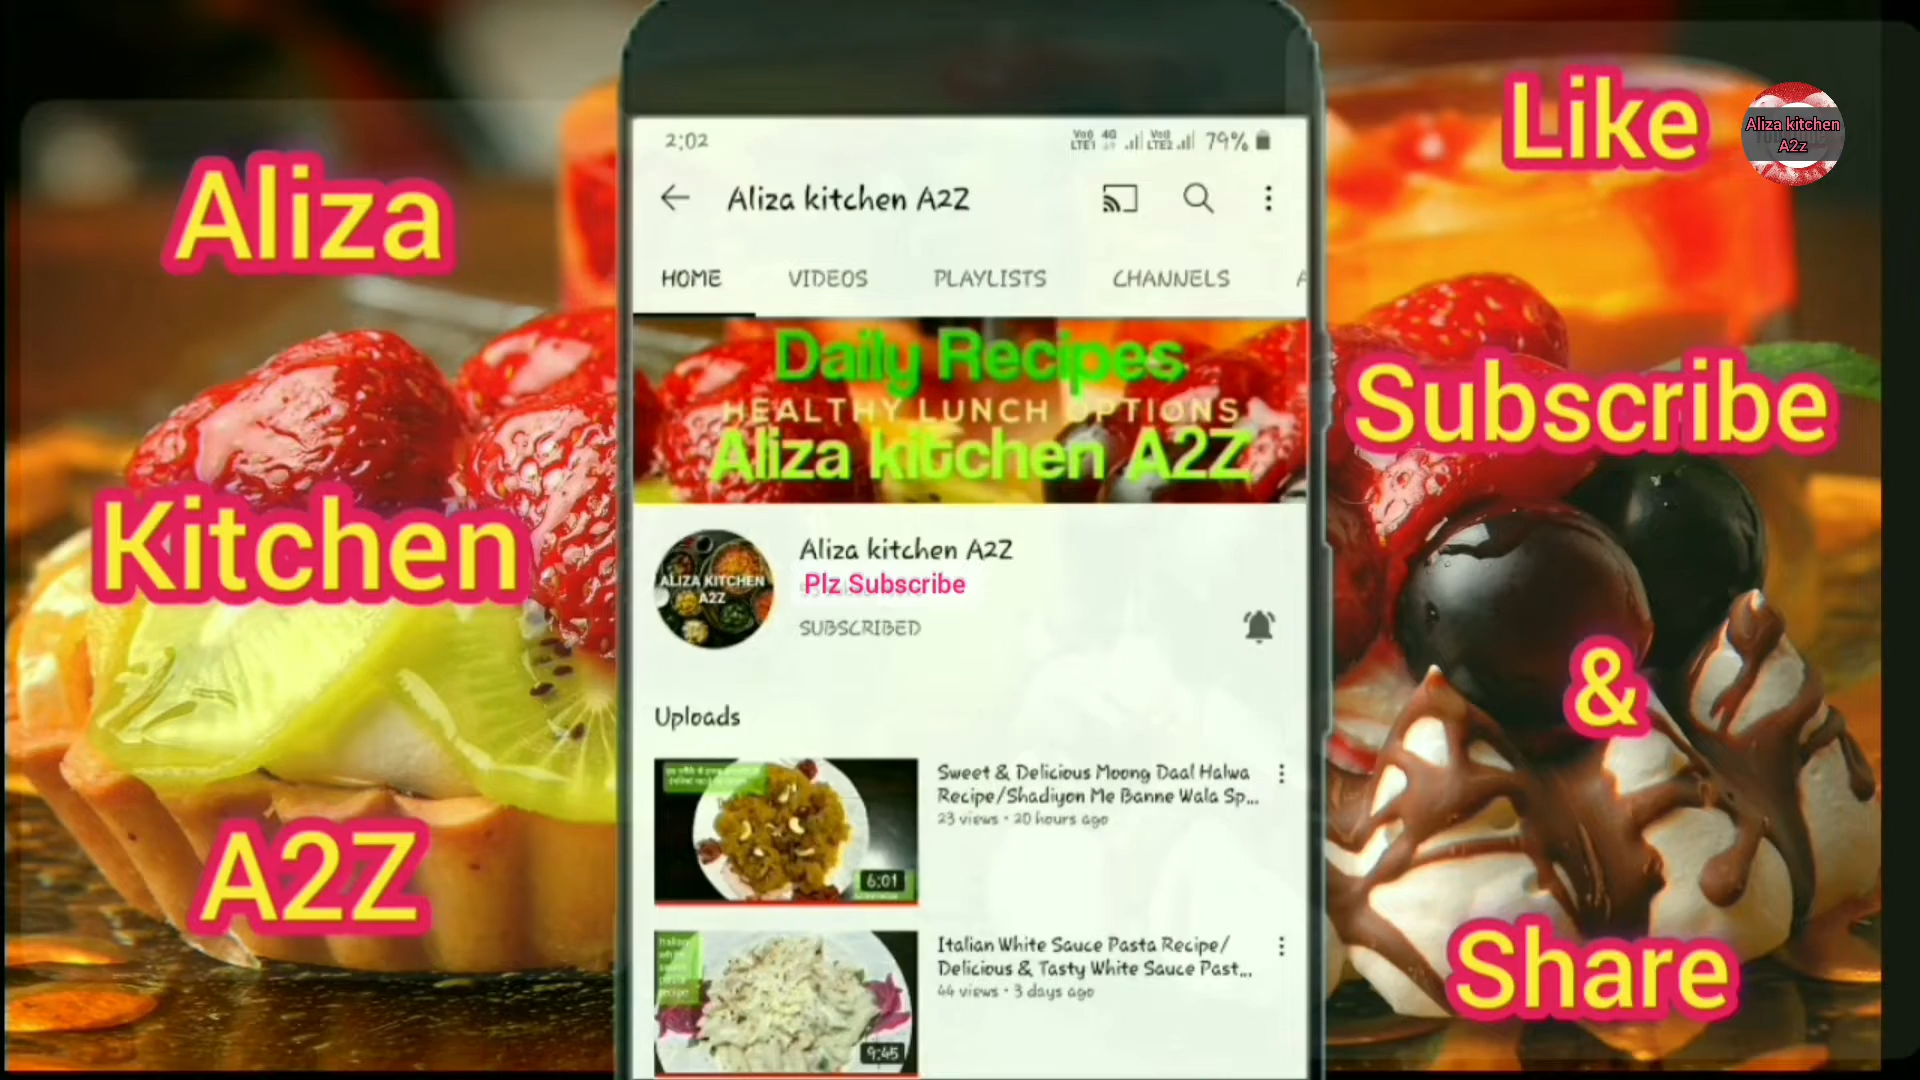 Aliza
Kitchen
A2Z
2:02
79%
Aliza kitchen A2Z
HOME VIDEOS PLAYLISTS CHANNELS
Daily Recipes
HEALTHY LUNCH OPTIONS
Aliza kitchen A2Z
ALIZA KITCHEN
A2Z
Aliza kitchen A2Z
Plz Subscribe
SUBSCRIBED
Uploads
6:01
Sweet & Delicious Moong Daal Halwa
Recipe/Shadiyon Me Banne Wala Sp...
23 views • 20 hours ago
9:45
Italian White Sauce Pasta Recipe/
Delicious & Tasty White Sauce Past...
44 views • 3 days ago
Like
Subscribe
&
Share
Aliza kitchen
A2z